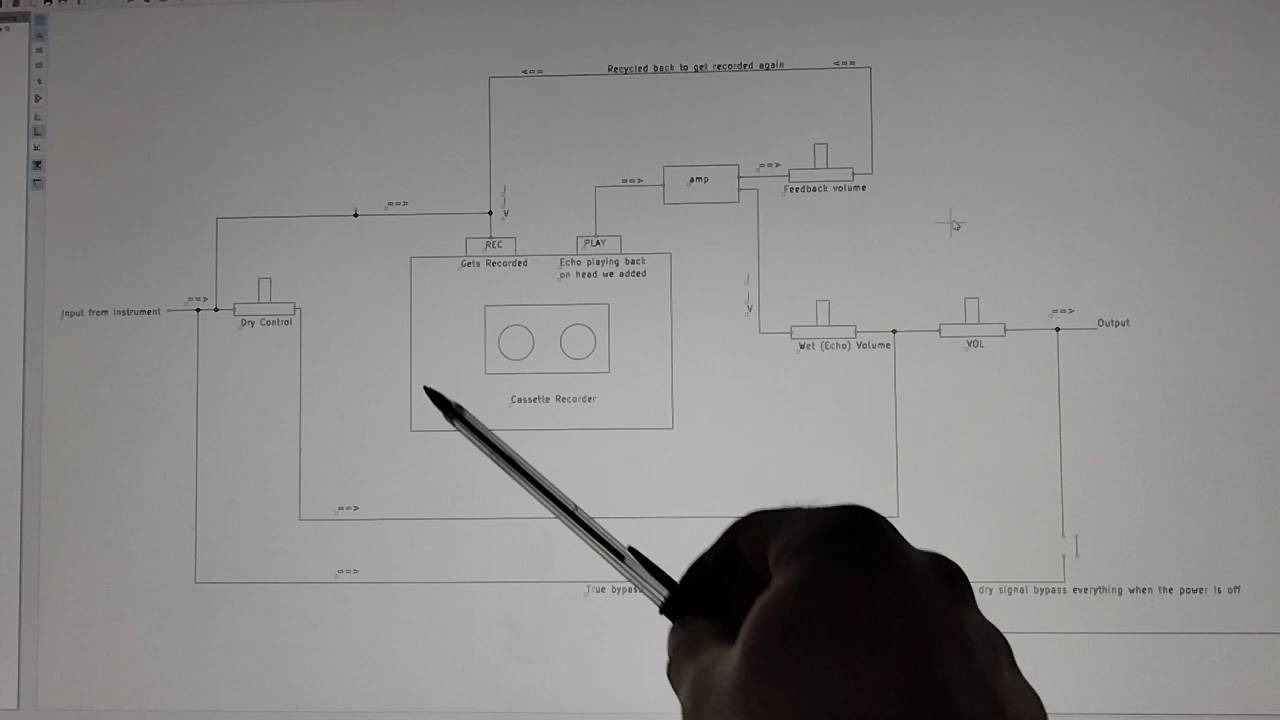 Recycled back to get recorded again
amp
Feedback volume
REC
PLAY
Gets Recorded
Echo playing back
on head we added
Input from Instrument
Dry Control
Wet (Echo) Volume
VOL
Output
Cassette Recorder
True bypas
dry signal bypass everything when the power is off